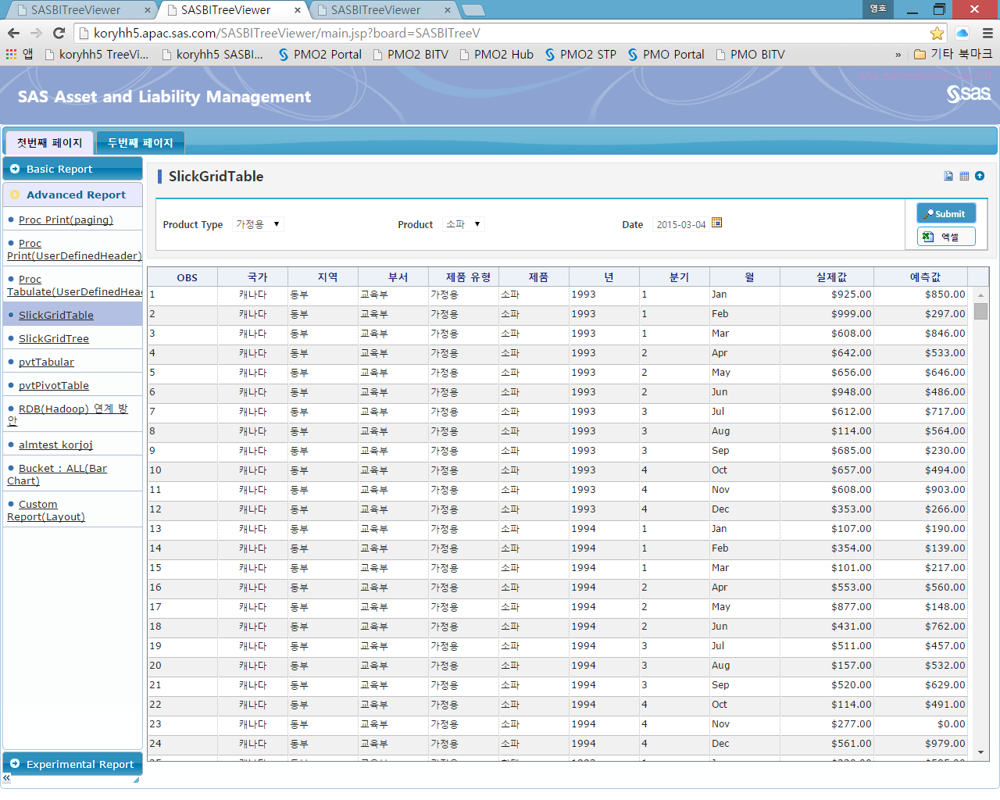 SASBITreeViewer × SASBITreeViewer × SASBITreeViewer × 영호
koryhh5.apac.sas.com/SASBITreeViewer/main.jsp?board=SASBITreeV
앱 koryhh5 TreeVi... koryhh5 SASBI... PMO2 Portal PMO2 BITV PMO2 Hub PMO2 STP PMO Portal PMO BITV » 기타 북마크
SAS Asset and Liability Management
sas
첫번째 페이지 두번째 페이지
Basic Report
Advanced Report
Proc Print(paging)
Proc
Print(UserDefinedHeader)
Proc
Tabulate(UserDefinedHea
SlickGridTable
SlickGridTree
pvtTabular
pvtPivotTable
RDB(Hadoop) 연계 방
안
almtest korjoj
Bucket : ALL(Bar
Chart)
Custom
Report(Layout)
Experimental Report
«
SlickGridTable
Product Type 가정용 Product 소파 Date 2015-03-04 Submit
엑셀
OBS 국가 지역 부서 제품 유형 제품 년 분기 월 실제값 예측값
1 캐나다 동부 교육부 가정용 소파 1993 1 Jan $925.00 $850.00
2 캐나다 동부 교육부 가정용 소파 1993 1 Feb $999.00 $297.00
3 캐나다 동부 교육부 가정용 소파 1993 1 Mar $608.00 $846.00
4 캐나다 동부 교육부 가정용 소파 1993 2 Apr $642.00 $533.00
5 캐나다 동부 교육부 가정용 소파 1993 2 May $656.00 $646.00
6 캐나다 동부 교육부 가정용 소파 1993 2 Jun $948.00 $486.00
7 캐나다 동부 교육부 가정용 소파 1993 3 Jul $612.00 $717.00
8 캐나다 동부 교육부 가정용 소파 1993 3 Aug $114.00 $564.00
9 캐나다 동부 교육부 가정용 소파 1993 3 Sep $685.00 $230.00
10 캐나다 동부 교육부 가정용 소파 1993 4 Oct $657.00 $494.00
11 캐나다 동부 교육부 가정용 소파 1993 4 Nov $608.00 $903.00
12 캐나다 동부 교육부 가정용 소파 1993 4 Dec $353.00 $266.00
13 캐나다 동부 교육부 가정용 소파 1994 1 Jan $107.00 $190.00
14 캐나다 동부 교육부 가정용 소파 1994 1 Feb $354.00 $139.00
15 캐나다 동부 교육부 가정용 소파 1994 1 Mar $101.00 $217.00
16 캐나다 동부 교육부 가정용 소파 1994 2 Apr $553.00 $560.00
17 캐나다 동부 교육부 가정용 소파 1994 2 May $877.00 $148.00
18 캐나다 동부 교육부 가정용 소파 1994 2 Jun $431.00 $762.00
19 캐나다 동부 교육부 가정용 소파 1994 3 Jul $511.00 $457.00
20 캐나다 동부 교육부 가정용 소파 1994 3 Aug $157.00 $532.00
21 캐나다 동부 교육부 가정용 소파 1994 3 Sep $520.00 $629.00
22 캐나다 동부 교육부 가정용 소파 1994 4 Oct $114.00 $491.00
23 캐나다 동부 교육부 가정용 소파 1994 4 Nov $277.00 $0.00
24 캐나다 동부 교육부 가정용 소파 1994 4 Dec $561.00 $979.00